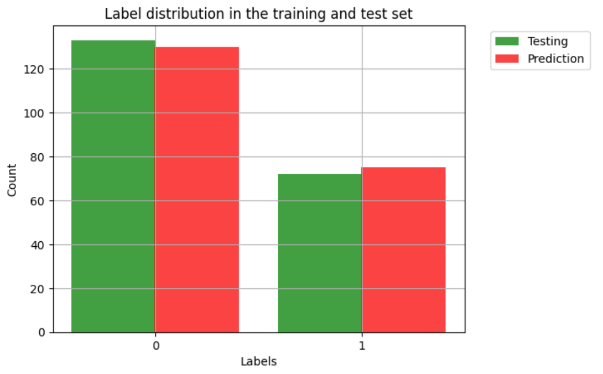 Label distribution in the training and test set
Testing
Prediction
120
100
80
60
40
20
0
Count
0 1
Labels